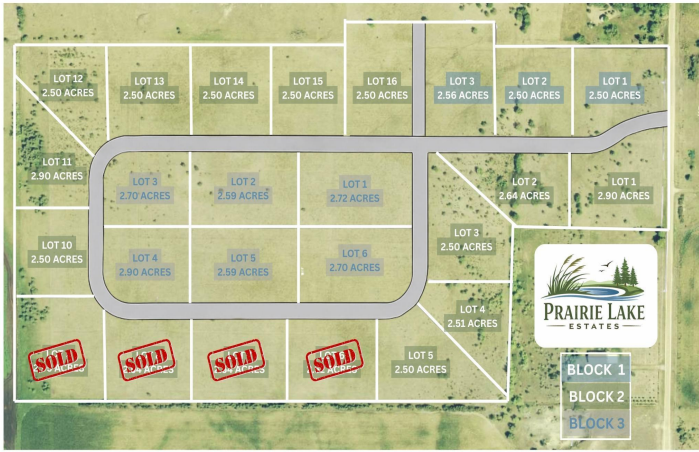 LOT 12
2.50 ACRES
LOT 13
2.50 ACRES
LOT 14
2.50 ACRES
LOT 15
2.50 ACRES
LOT 16
2.50 ACRES
LOT 3
2.56 ACRES
LOT 2
2.50 ACRES
LOT 1
2.50 ACRES
LOT 11
2.90 ACRES
LOT 3
2.70 ACRES
LOT 2
2.59 ACRES
LOT 1
2.72 ACRES
LOT 2
2.64 ACRES
LOT 1
2.90 ACRES
LOT 10
2.50 ACRES
LOT 4
2.90 ACRES
LOT 5
2.59 ACRES
LOT 6
2.70 ACRES
LOT 3
2.50 ACRES
LOT 4
2.51 ACRES
SOLD
SOLD
SOLD
SOLD
LOT 5
2.50 ACRES
PRAIRIE LAKE
ESTATES
BLOCK 1
BLOCK 2
BLOCK 3